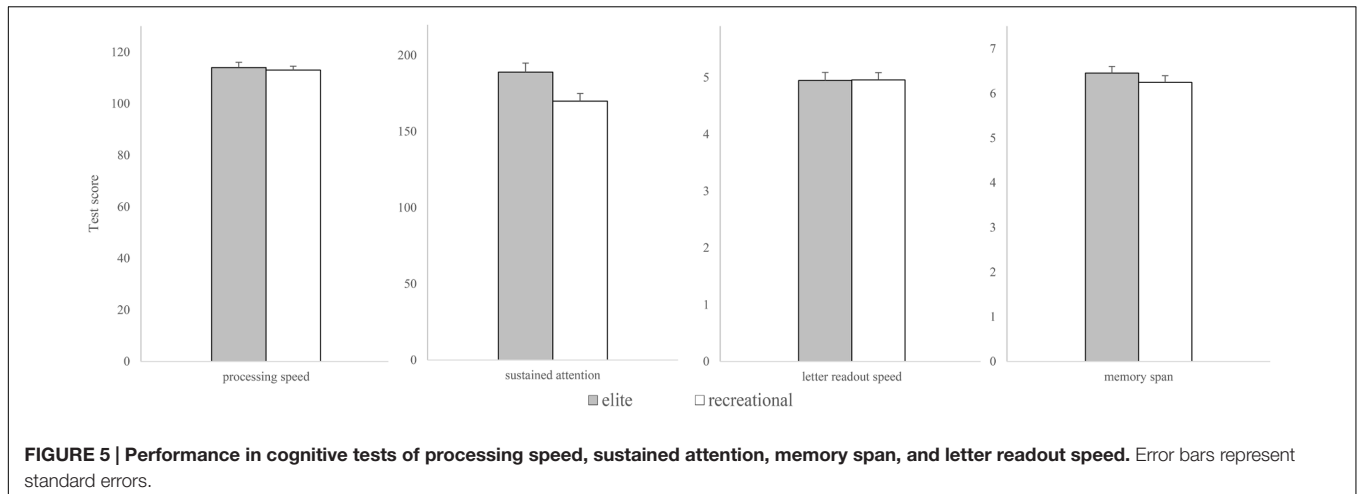 Test score
120
100
80
60
40
20
0
processing speed
200
150
100
50
0
sustained attention
5
4
3
2
1
0
letter readout speed
7
6
5
4
3
2
1
0
memory span
elite
recreational
FIGURE 5 | Performance in cognitive tests of processing speed, sustained attention, memory span, and letter readout speed. Error bars represent
standard errors.